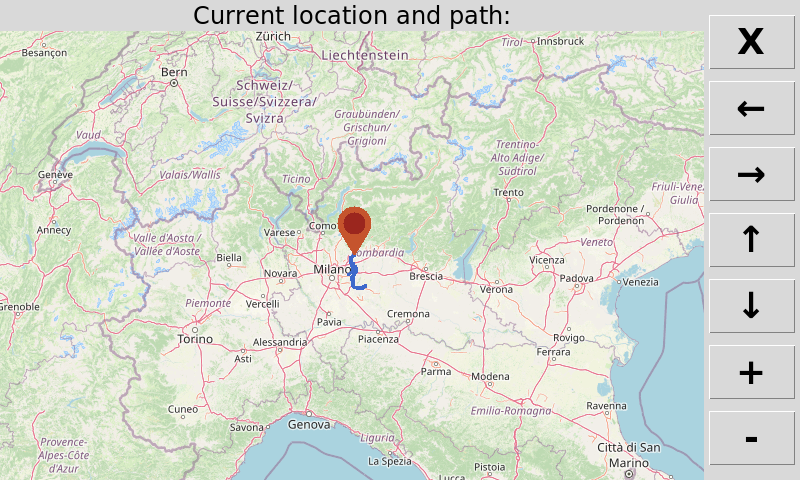 Current location and path:
Zürich
Besançon
Liechtenstein
Tirol
Innsbruck
Bern
Schweiz/
Suisse/Svizzera/
Svizra
Graubünden/
Grischun/
Grigioni
Vaud
Trentino-
Alto Adige/
Südtirol
Genève
Valais/Wallis
Ticino
Trento
Friuli-Vene
Giulia
Pordenone /
Pordenon
Annecy
Como
Varese
Valle d'Aosta /
Vallée d'Aoste
Lombardia
Veneto
Biella
Vicenza
Milano
Novara
Brescia
Padova
Venezia
Verona
Grenoble
Piemonte
Vercelli
Pavia
Cremona
Torino
Alessandria
Piacenza
Rovigo
Asti
Ferrara
Parma
Modena
Cuneo
Emilia-Romagna
Ravenna
Savona
Genova
Provence-
Alpes-Côte
d'Azur
Liguria
La Spezia
Pistoia
Lucca
Città di San
Marino
X
←
→
↑
↓
+
-